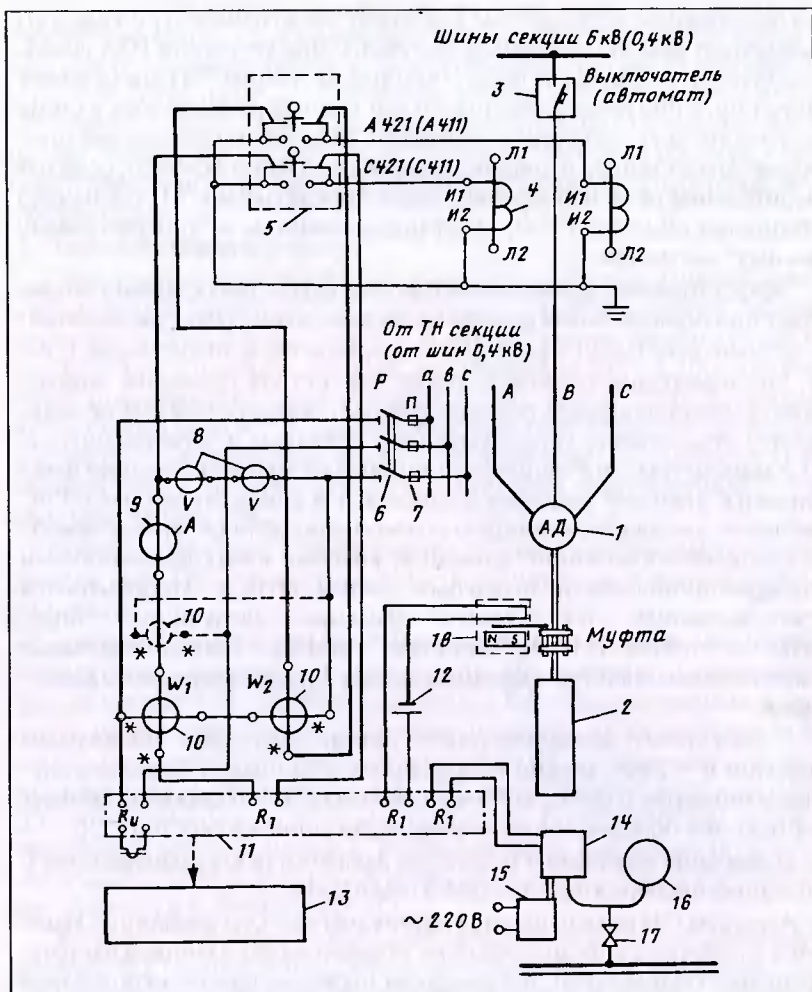 Шины секции 6кВ(0,4кВ)
3
Выключатель
(автомат)
А421(А411)
С421(С411)
Л1
Л1
И1
4
И1
И2
И2
5
Л2
Л2
От ТН секции
(от шин 0,4кВ)
Р
П
a
b
c
A
B
C
8
V
V
6
7
9
A
АД
1
10
*
*
18
N S
Муфта
W1
W2
10
12
*
10
*
*
*
2
Rи
R1
R1
R1
11
14
13
15
16
~220В
17